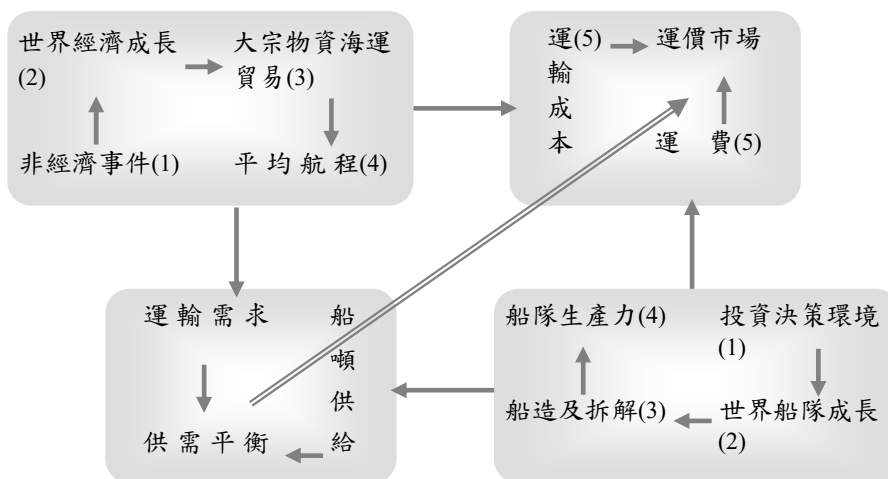 世界經濟成長
(2)
大宗物資海運
貿易(3)
非經濟事件(1)
平均航程(4)
運(5)
輸
成
本
運價市場
運 費(5)
運輸需求
供需平衡
船
噸
供
給
船隊生產力(4)
投資決策環境
(1)
船造及拆解(3)
世界船隊成長
(2)